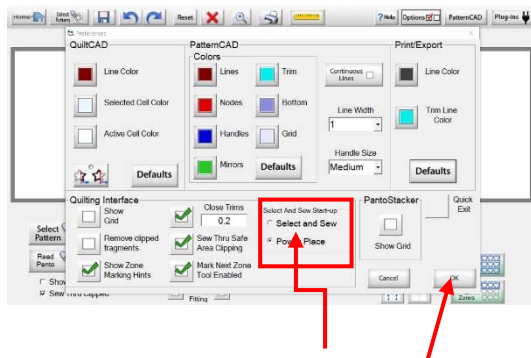 Home
Select
Pattern
Reset
Help
Options
PatternCAD
Plug-ins
Preferences
QuiltCAD
Line Color
Selected Cell Color
Active Cell Color
Defaults
PatternCAD
Colors
Lines
Trim
Nodes
Bottom
Handles
Grid
Mirrors
Defaults
Continuous
Lines
Line Width
1
Handle Size
Medium
Print/Export
Line Color
Trim Line
Color
Defaults
Quilting Interface
Show
Grid
Remove clipped
fragments
Show Zone
Marking Hints
Close Trims
0.2
Sew Thru Safe
Area Clipping
Mark Next Zone
Tool Enabled
Select And Sew Start-up
Select and Sew
Place
PantoStacker
Show Grid
Quick
Exit
Cancel
OK
Select
Pattern
Read
Panto
Sew Thru Clipped
Fitting
Zones